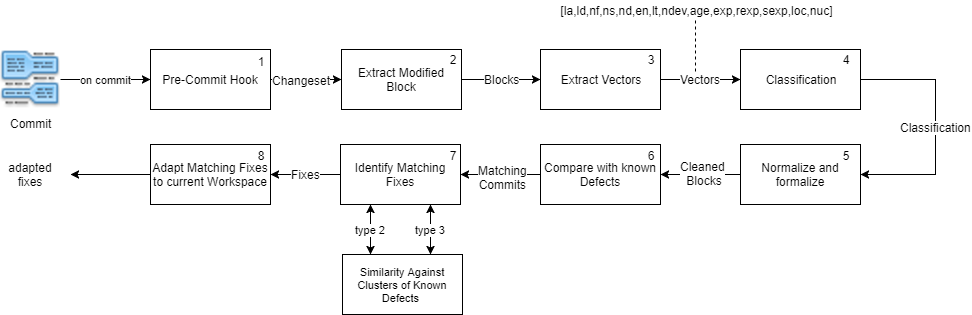 [la,ld,nf,ns,nd,en,lt,ndev,age,exp,rexp,sexp,loc,nuc]
Commit
on commit
1
Pre-Commit Hook
Changeset
2
Extract Modified
Block
Blocks
3
Extract Vectors
Vectors
4
Classification
Classification
5
Normalize and
formalize
Cleaned
Blocks
6
Compare with known
Defects
Matching
Commits
7
Identify Matching
Fixes
Fixes
8
Adapt Matching Fixes
to current Workspace
adapted
fixes
type 2
type 3
Similarity Against
Clusters of Known
Defects